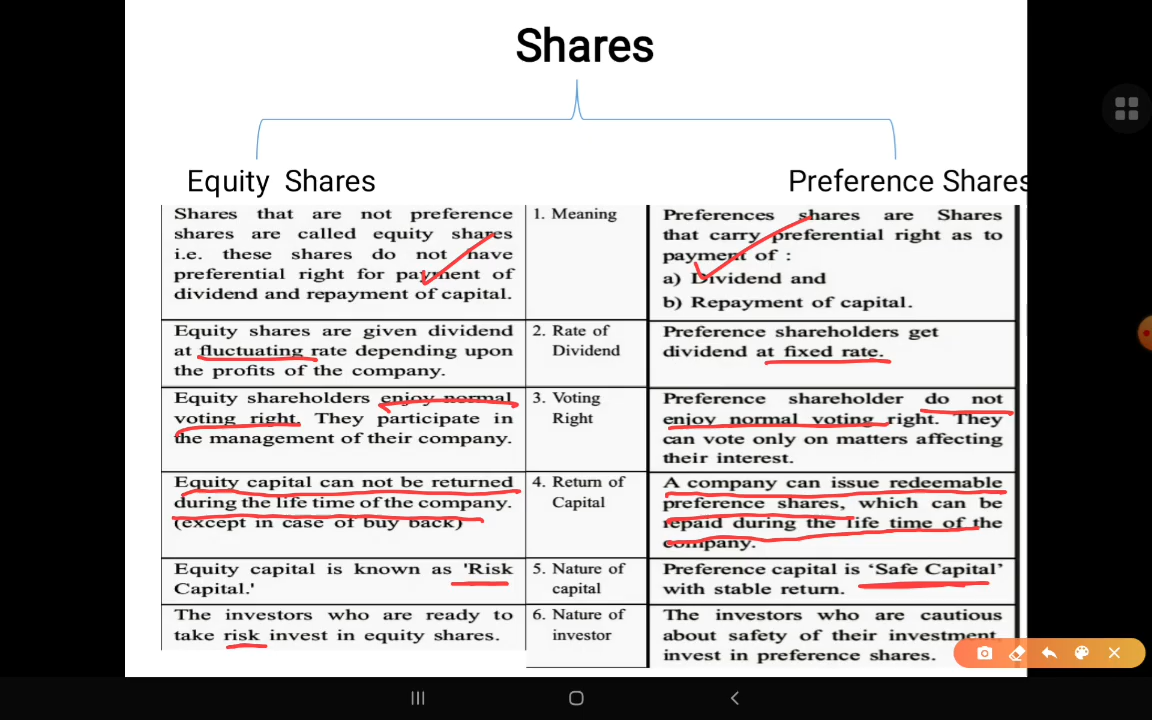 Shares
Equity Shares
Preference Shares
Shares that are not preference
shares are called equity shares
i.e. these shares do not have
preferential right for payment of
dividend and repayment of capital.
1. Meaning
Preferences shares are Shares
that carry preferential right as to
payment of :
a) Dividend and
b) Repayment of capital.
Equity shares are given dividend
at fluctuating rate depending upon
the profits of the company.
2. Rate of
Dividend
Preference shareholders get
dividend at fixed rate.
Equity shareholders enjoy normal
voting right. They participate in
the management of their company.
3. Voting
Right
Preference shareholder do not
enjoy normal voting right. They
can vote only on matters affecting
their interest.
Equity capital can not be returned
during the life time of the company.
(except in case of buy back)
4. Return of
Capital
A company can issue redeemable
preference shares, which can be
repaid during the life time of the
company.
Equity capital is known as 'Risk
Capital.'
5. Nature of
capital
Preference capital is ‘Safe Capital’
with stable return.
The investors who are ready to
take risk invest in equity shares.
6. Nature of
investor
The investors who are cautious
about safety of their investment,
invest in preference shares.